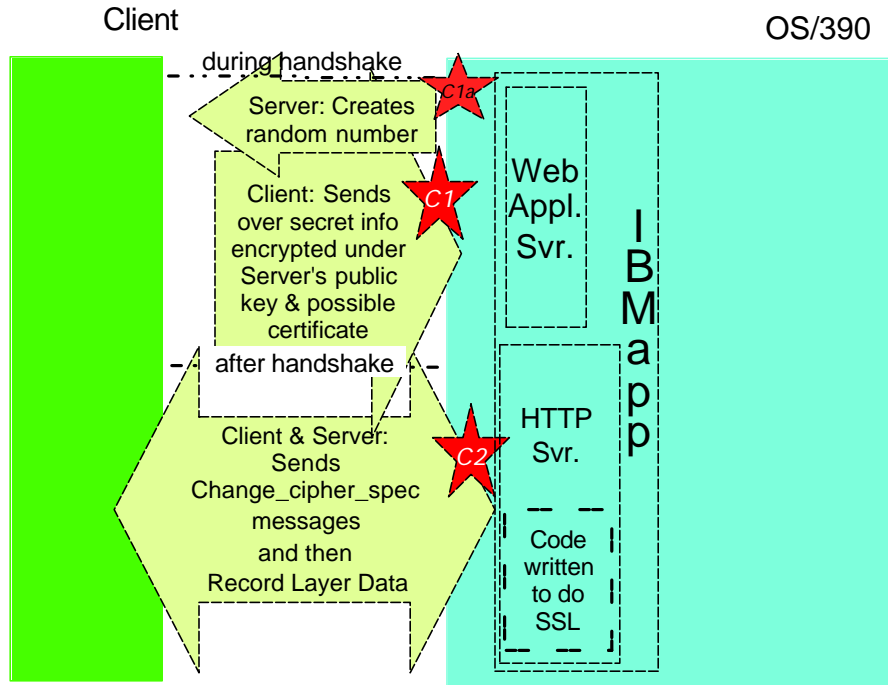 Client
OS/390
during handshake
C1a
Server: Creates
random number
C1
Client: Sends
over secret info
encrypted under
Server's public
key & possible
certificate
Web
Appl.
Svr.
I
B
M
a
p
p
after handshake
C2
Client & Server:
Sends
Change_cipher_spec
messages
and then
Record Layer Data
HTTP
Svr.
Code
written
to do
SSL